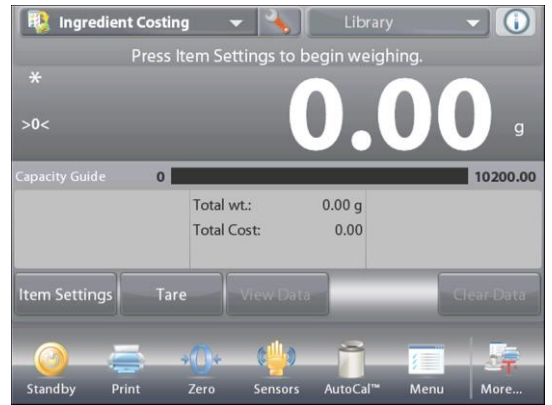 Ingredient Costing Library
Press Item Settings to begin weighing.
*
>0<
0.00 g
Capacity Guide 0 10200.00
Total wt.: 0.00 g
Total Cost: 0.00
Item Settings Tare View Data Clear Data
Standby Print Zero Sensors AutoCal™ Menu More...